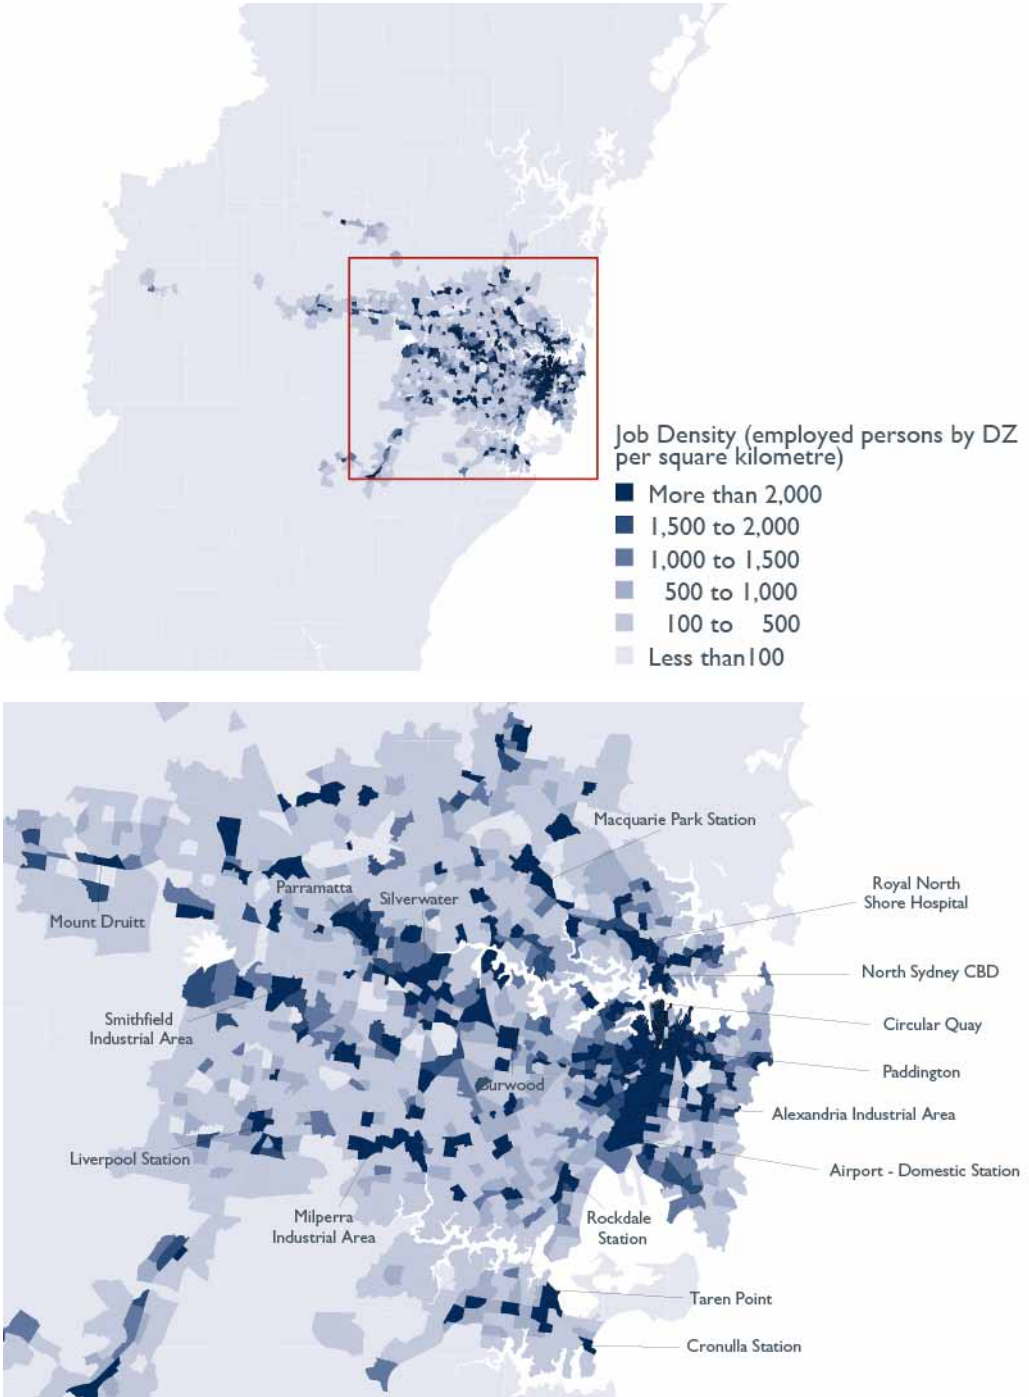 Job Density (employed persons by DZ
per square kilometre)
More than 2,000
1,500 to 2,000
1,000 to 1,500
500 to 1,000
100 to 500
Less than100
Macquarie Park Station
Parramatta
Silverwater
Royal North
Shore Hospital
Mount Druitt
North Sydney CBD
Smithfield
Industrial Area
Circular Quay
Paddington
Burwood
Alexandria Industrial Area
Liverpool Station
Airport - Domestic Station
Milperra
Industrial Area
Rockdale
Station
Taren Point
Cronulla Station